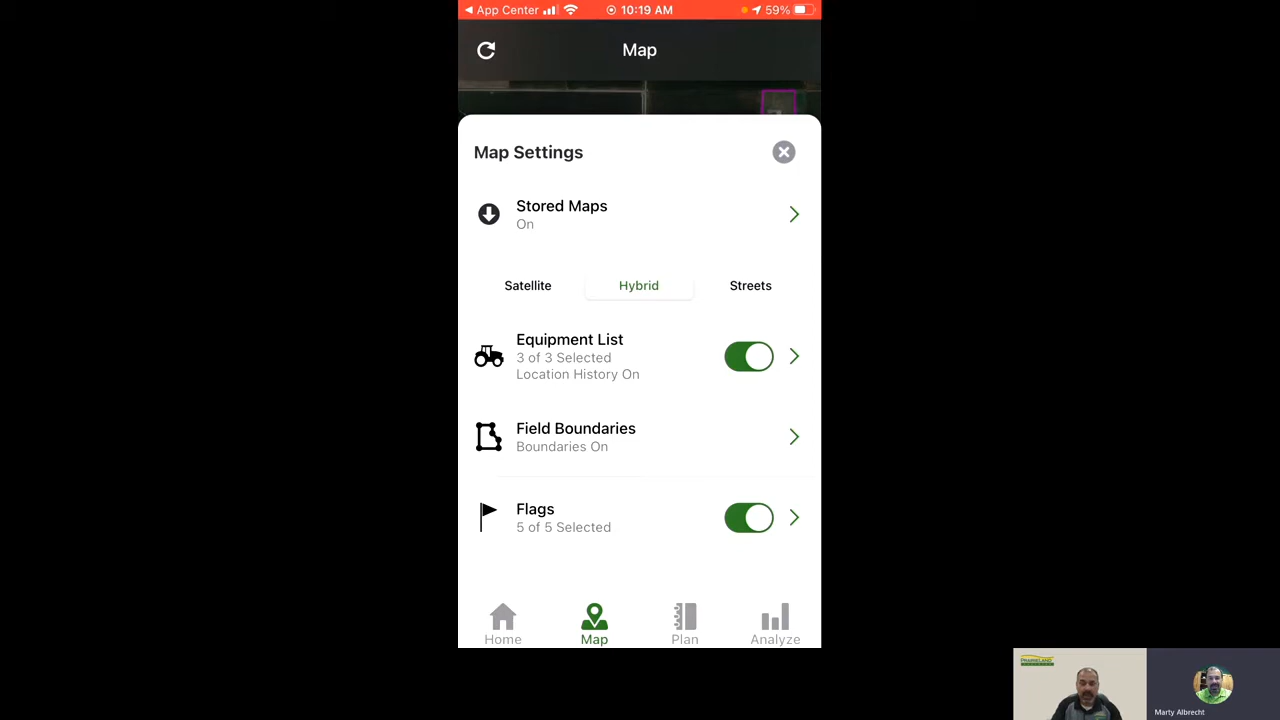 App Center
10:19 AM
59%
Map
Map Settings
Stored Maps
On
Satellite
Hybrid
Streets
Equipment List
3 of 3 Selected
Location History On
Field Boundaries
Boundaries On
Flags
5 of 5 Selected
Home
Map
Plan
Analyze
PRAIRIELAND
Marty Albrecht